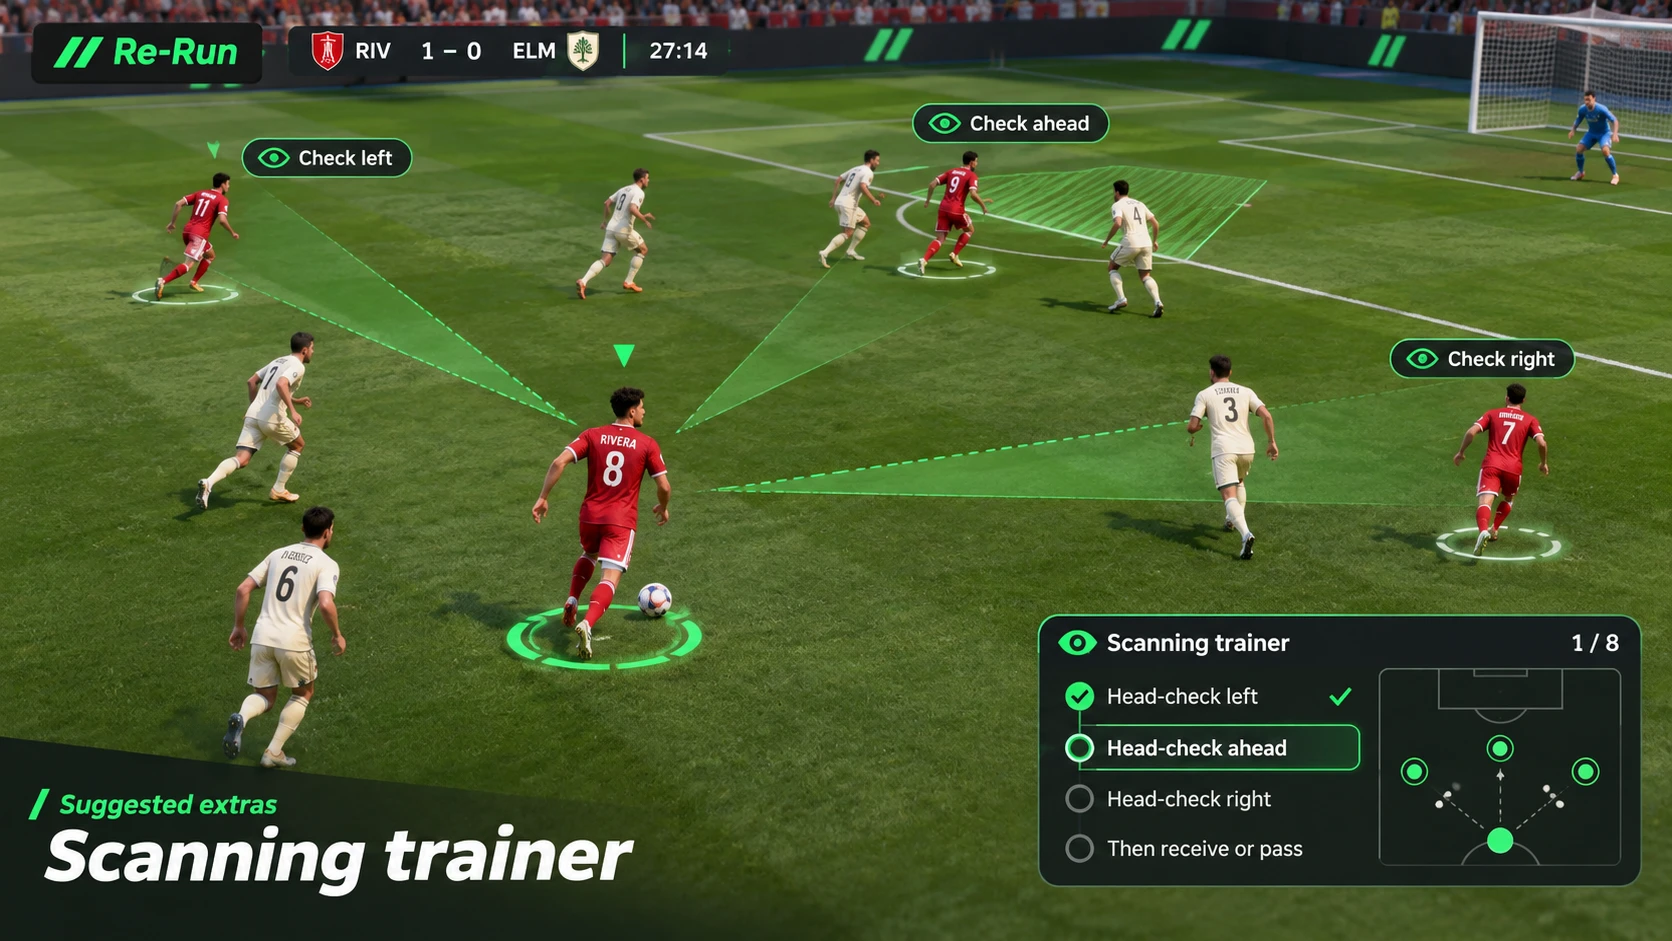 Re-Run
RIV 1 – 0 ELM 27:14
Check ahead
Check left
11
9
4
Check right
7
3
7
RIVERA
8
6
Scanning trainer 1 / 8
Head-check left
Head-check ahead
Head-check right
Then receive or pass
Suggested extras
Scanning trainer